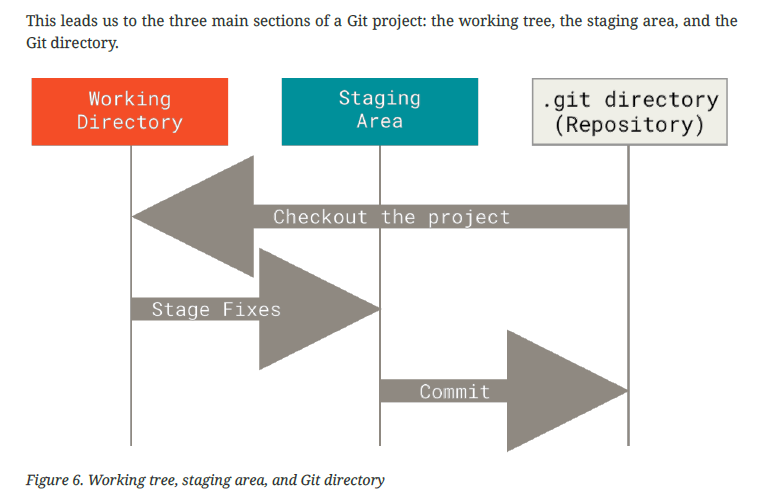 This leads us to the three main sections of a Git project: the working tree, the staging area, and the
Git directory.
Working
Directory
Staging
Area
.git directory
(Repository)
Checkout the project
Stage Fixes
Commit
Figure 6. Working tree, staging area, and Git directory